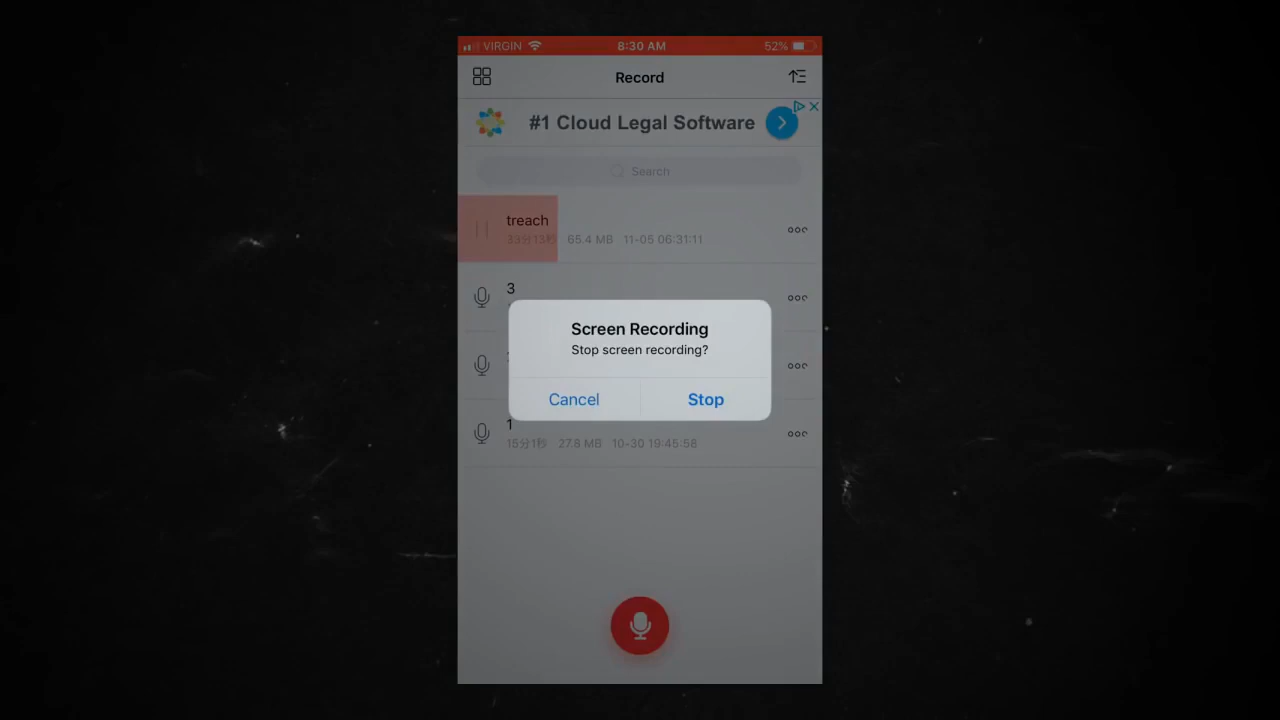 VIRGIN 8:30 AM 52%
Record
#1 Cloud Legal Software
Search
treach
33分13秒 65.4 MB 11-05 06:31:11
3
Screen Recording
Stop screen recording?
Cancel Stop
1
15分1秒 27.8 MB 10-30 19:45:58